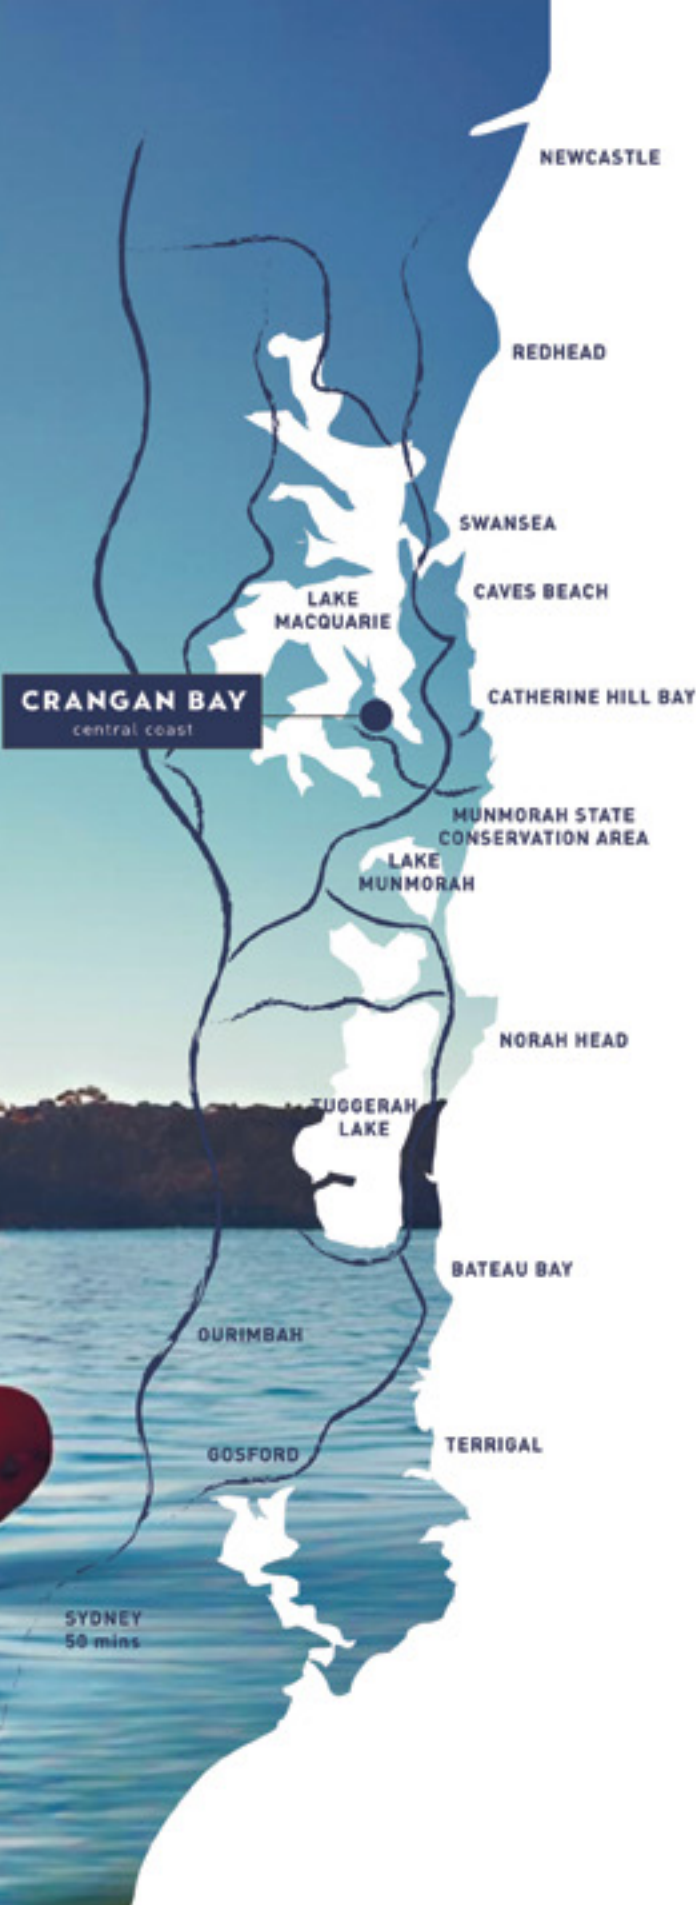 NEWCASTLE
REDHEAD
SWANSEA
CAVES BEACH
LAKE
MACQUARIE
CRANGAN BAY
central coast
CATHERINE HILL BAY
MUNMORAH STATE
CONSERVATION AREA
LAKE
MUNMORAH
NORAH HEAD
TUGGERAH
LAKE
BATEAU BAY
OURIMBAH
TERRIGAL
GOSFORD
SYDNEY
50 mins